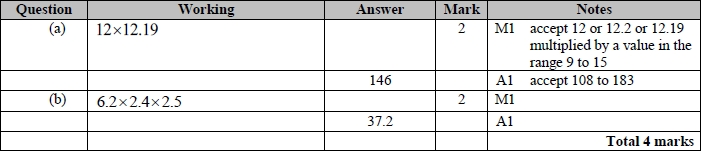 Question Working Answer Mark Notes
(a) 12×12.19 2 M1 accept 12 or 12.2 or 12.19
multiplied by a value in the
range 9 to 15
146 A1 accept 108 to 183
(b) 6.2×2.4×2.5 2 M1
37.2 A1
Total 4 marks